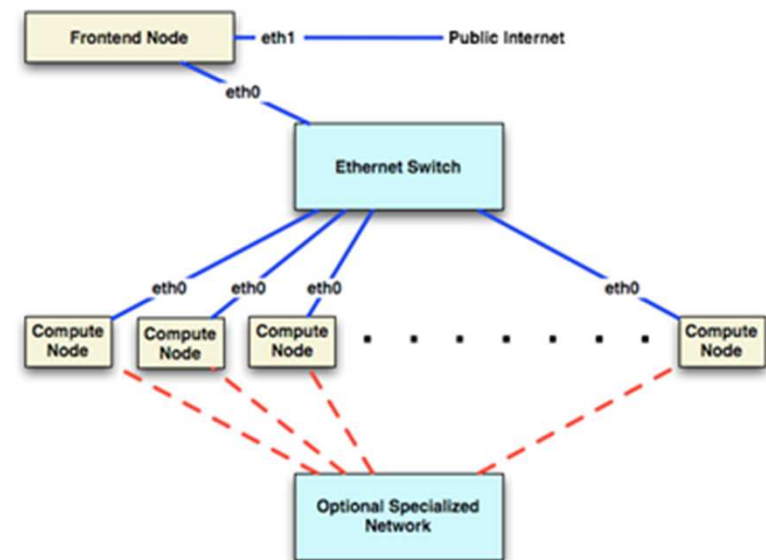 Frontend Node
eth1
Public Internet
eth0
Ethernet Switch
eth0
eth0
eth0
eth0
Compute
Node
Compute
Node
Compute
Node
Compute
Node
Optional Specialized
Network